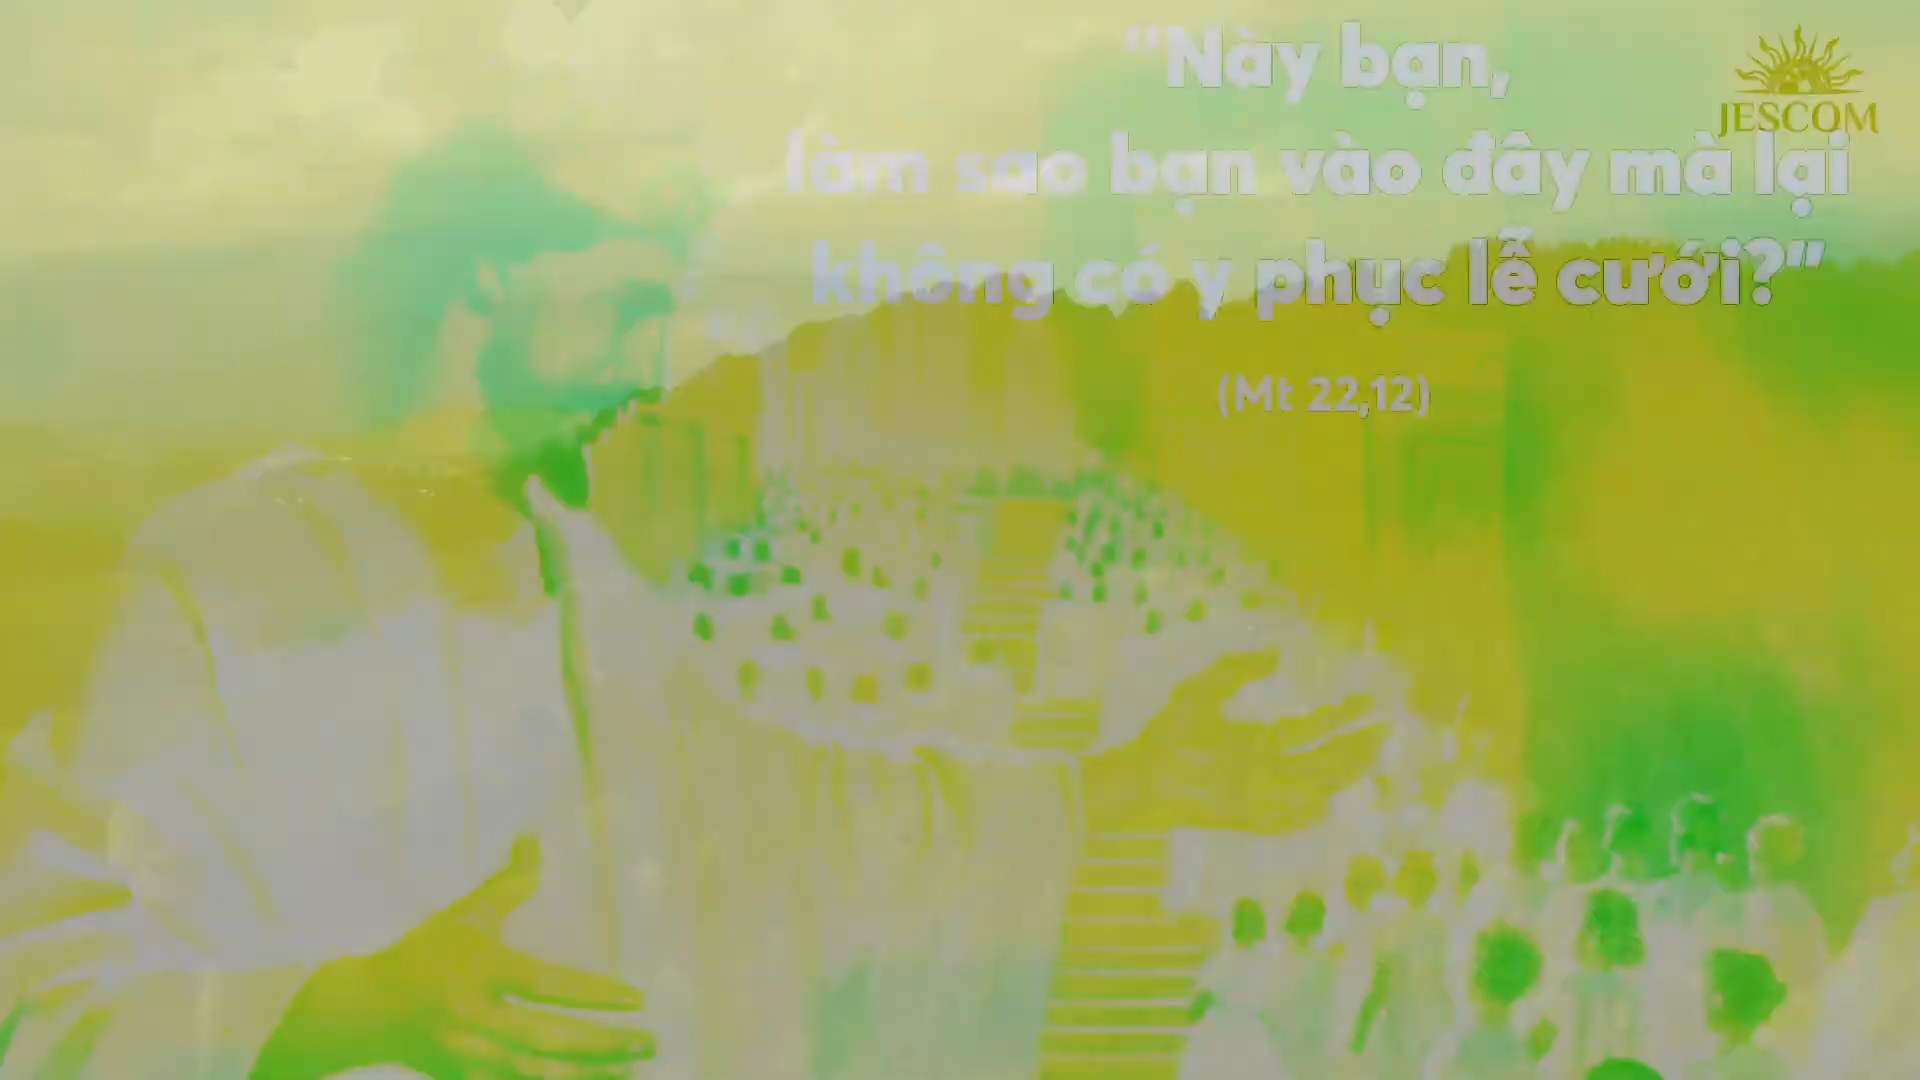 "Này bạn,
làm sao bạn vào đây mà lại
không có y phục lễ cưới?"
(Mt 22,12)
JESCOM